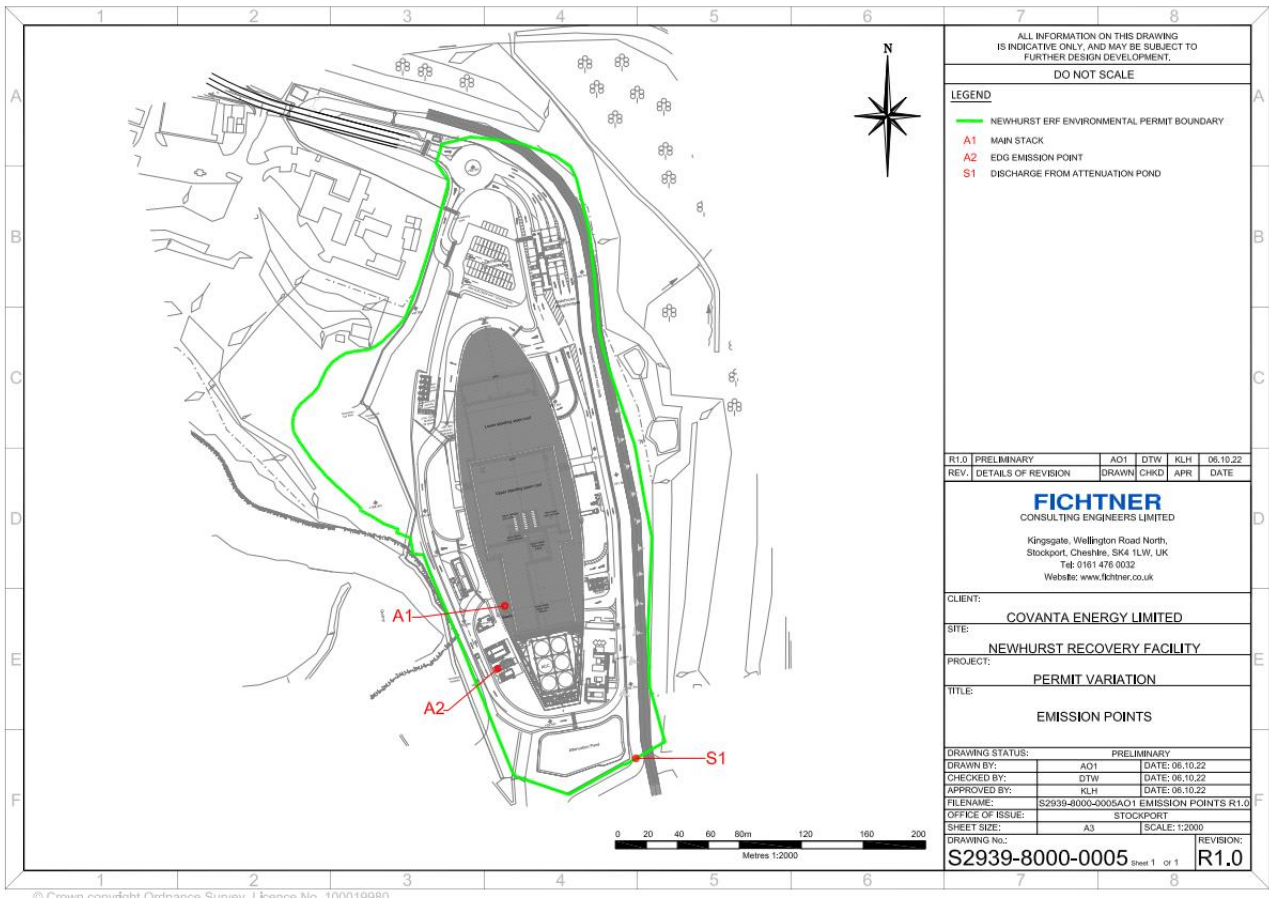 1 2 3 4 5 6 7 8
A
B
C
D
E
F
A
B
C
D
E
F
N
A1
A2
S1
ACC
Attenuation Pond
0 20 40 60 80m 120 160 200
Metres 1:2000
ALL INFORMATION ON THIS DRAWING
IS INDICATIVE ONLY, AND MAY BE SUBJECT TO
FURTHER DESIGN DEVELOPMENT.
DO NOT SCALE
LEGEND
NEWHURST ERF ENVIRONMENTAL PERMIT BOUNDARY
A1 MAIN STACK
A2 EDG EMISSION POINT
S1 DISCHARGE FROM ATTENUATION POND
R1.0 PRELIMINARY AO1 DTW KLH 06.10.22
REV. DETAILS OF REVISION DRAWN CHKD APR DATE
FICHTNER
CONSULTING ENGINEERS LIMITED
Kingsgate, Wellington Road North,
Stockport, Cheshire, SK4 1LW, UK
Tel: 0161 476 0032
Website: www.fichtner.co.uk
CLIENT:
COVANTA ENERGY LIMITED
SITE:
NEWHURST RECOVERY FACILITY
PROJECT:
PERMIT VARIATION
TITLE:
EMISSION POINTS
DRAWING STATUS: PRELIMINARY
DRAWN BY: AO1 DATE: 06.10.22
CHECKED BY: DTW DATE: 06.10.22
APPROVED BY: KLH DATE: 06.10.22
FILENAME: S2939-8000-0005AO1 EMISSION POINTS R1.0
OFFICE OF ISSUE: STOCKPORT
SHEET SIZE: A3 SCALE: 1:2000
DRAWING No.: REVISION:
S2939-8000-0005 Sheet 1 Of 1 R1.0
1 2 3 4 5 6 7 8
© Crown copyright Ordnance Survey. Licence No. 100019980